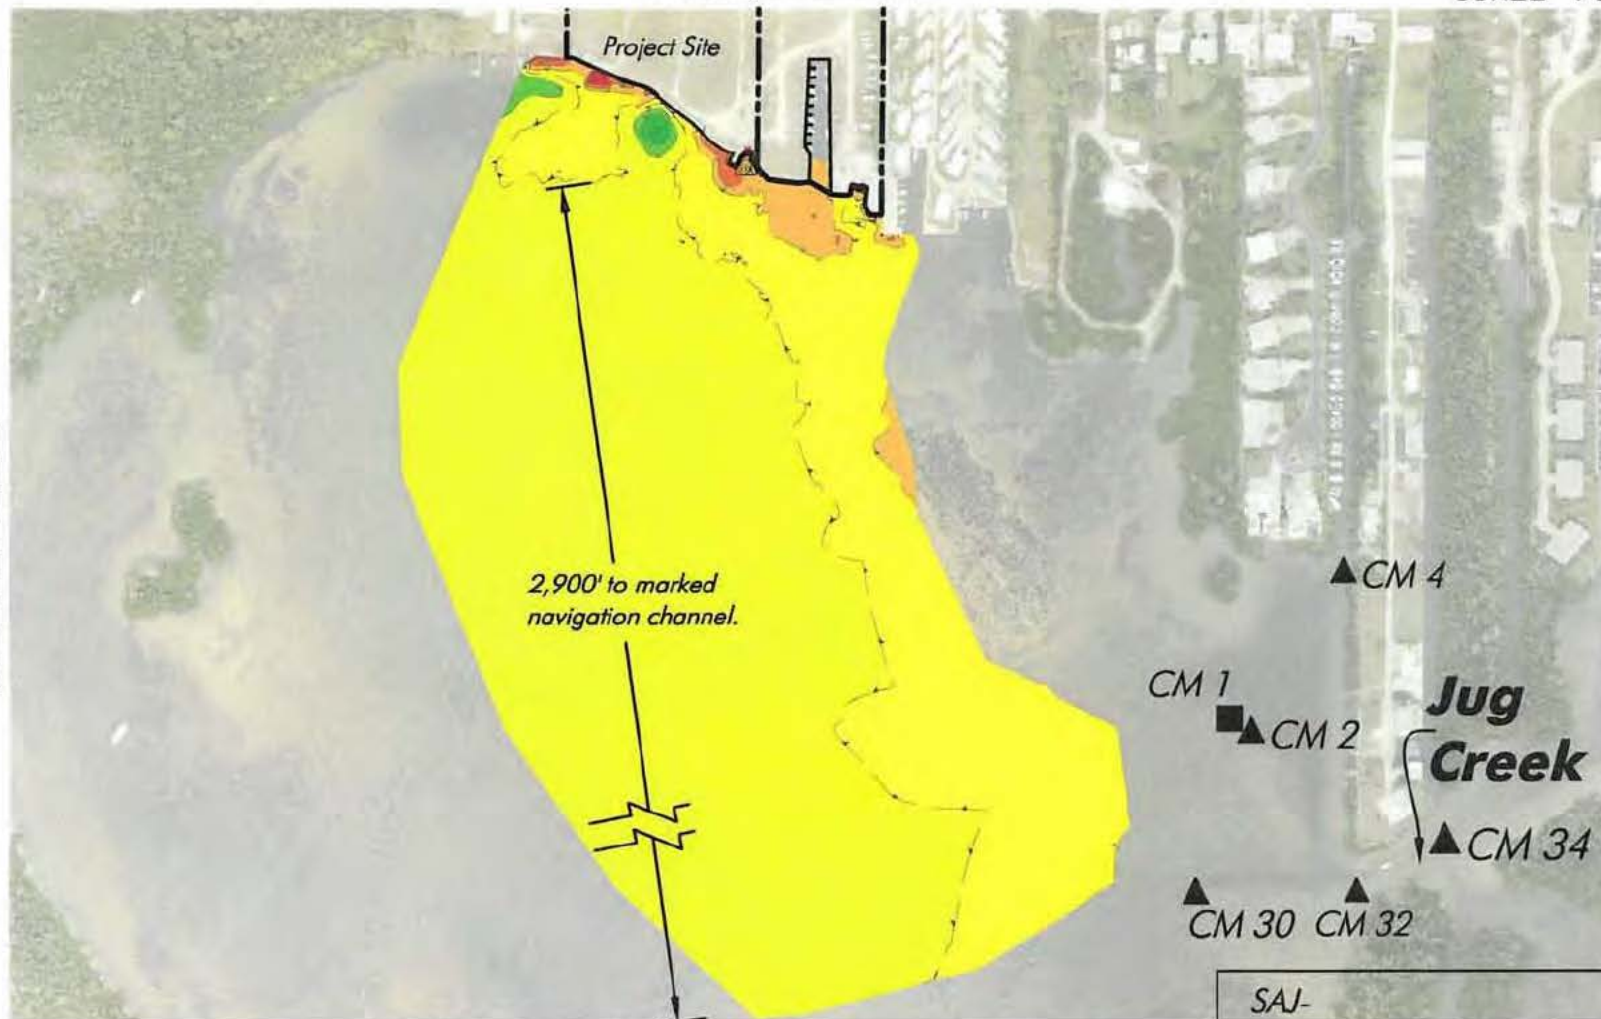 Project Site
2,900' to marked
navigation channel.
CM 4
CM 1
CM 2
Jug
Creek
CM 34
CM 30
CM 32
SAJ-